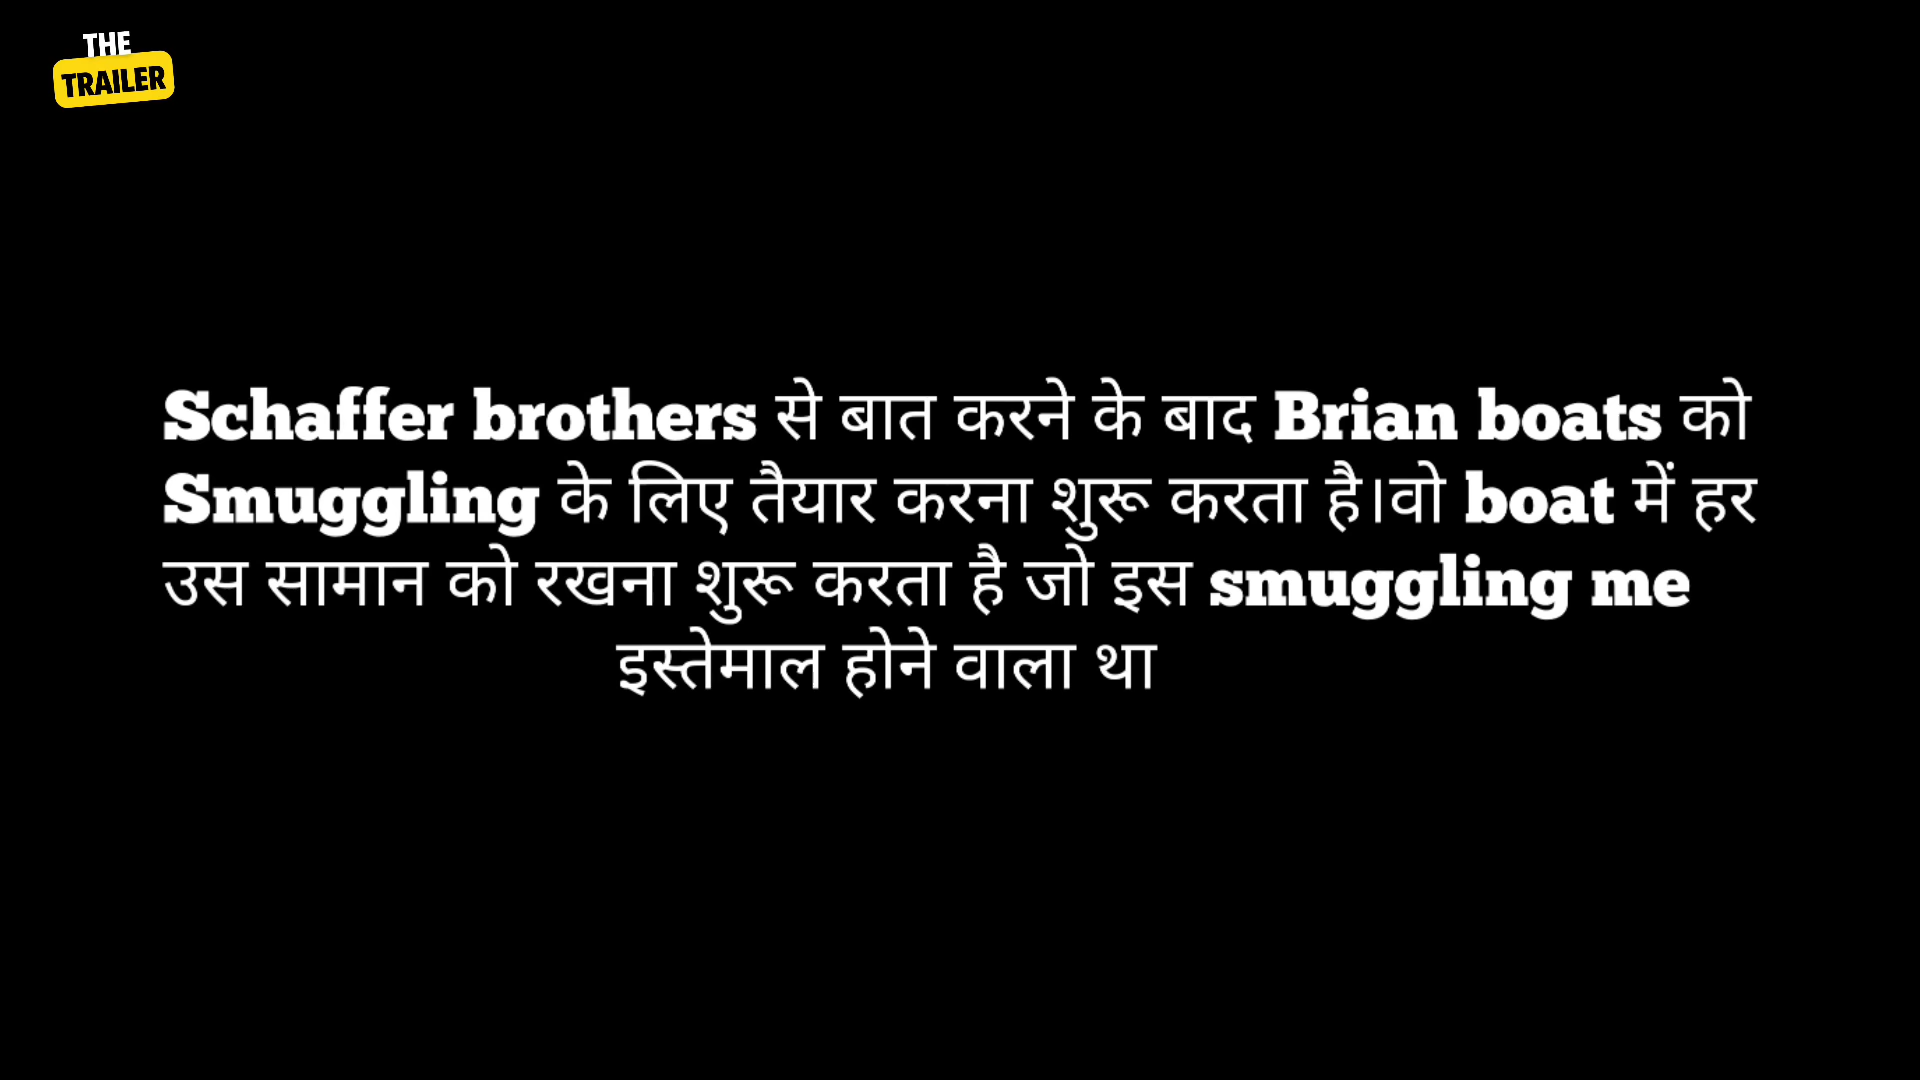 THE
TRAILER
Schaffer brothers से बात करने के बाद Brian boats को
Smuggling के लिए तैयार करना शुरू करता है।वो boat में हर
उस सामान को रखना शुरू करता है जो इस smuggling me
इस्तेमाल होने वाला था